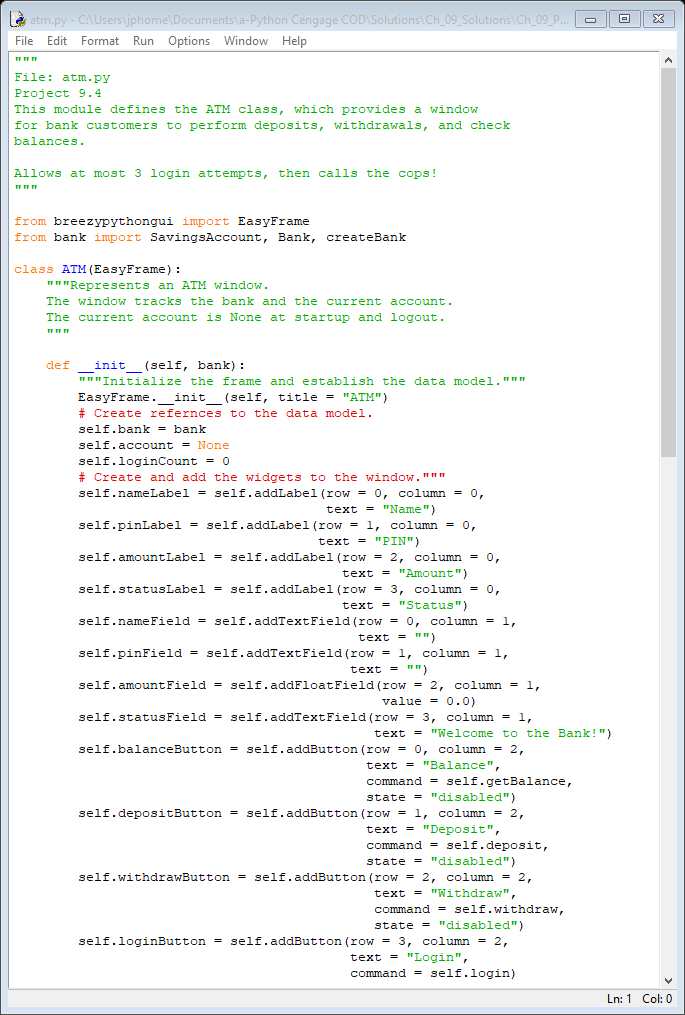 atm.py - C:\Users\jphome\Documents\a-Python Cengage COD\Solutions\Ch_09_Solutions\Ch_09_P...
File Edit Format Run Options Window Help
"""
File: atm.py
Project 9.4
This module defines the ATM class, which provides a window
for bank customers to perform deposits, withdrawals, and check
balances.

Allows at most 3 login attempts, then calls the cops!
"""

from breezypythongui import EasyFrame
from bank import SavingsAccount, Bank, createBank

class ATM(EasyFrame):
    """Represents an ATM window.
    The window tracks the bank and the current account.
    The current account is None at startup and logout.
    """

    def __init__(self, bank):
        """Initialize the frame and establish the data model."""
        EasyFrame.__init__(self, title = "ATM")
        # Create refernces to the data model.
        self.bank = bank
        self.account = None
        self.loginCount = 0
        # Create and add the widgets to the window."""
        self.nameLabel = self.addLabel(row = 0, column = 0,
                                       text = "Name")
        self.pinLabel = self.addLabel(row = 1, column = 0,
                                      text = "PIN")
        self.amountLabel = self.addLabel(row = 2, column = 0,
                                         text = "Amount")
        self.statusLabel = self.addLabel(row = 3, column = 0,
                                         text = "Status")
        self.nameField = self.addTextField(row = 0, column = 1,
                                           text = "")
        self.pinField = self.addTextField(row = 1, column = 1,
                                          text = "")
        self.amountField = self.addFloatField(row = 2, column = 1,
                                              value = 0.0)
        self.statusField = self.addTextField(row = 3, column = 1,
                                             text = "Welcome to the Bank!")
        self.balanceButton = self.addButton(row = 0, column = 2,
                                            text = "Balance",
                                            command = self.getBalance,
                                            state = "disabled")
        self.depositButton = self.addButton(row = 1, column = 2,
                                            text = "Deposit",
                                            command = self.deposit,
                                            state = "disabled")
        self.withdrawButton = self.addButton(row = 2, column = 2,
                                             text = "Withdraw",
                                             command = self.withdraw,
                                             state = "disabled")
        self.loginButton = self.addButton(row = 3, column = 2,
                                          text = "Login",
                                          command = self.login)
Ln: 1 Col: 0